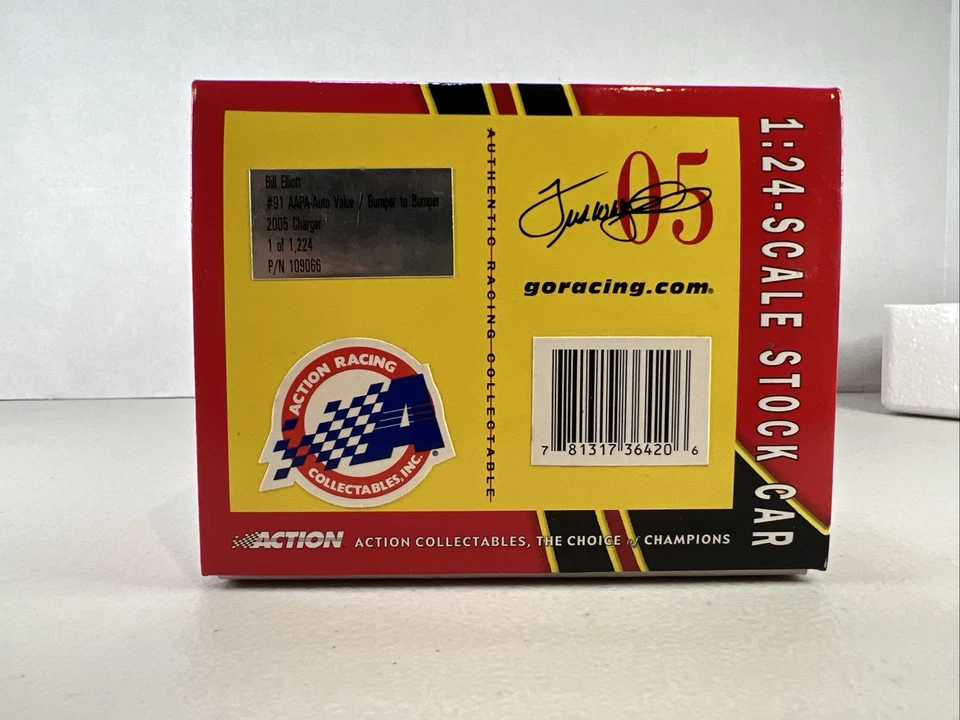 Bill Elliott
#91 AAPA-Auto Value / Bumper to Bumper
2005 Charger
1 of 1,224
P/N 109066
AUTHENTIC RACING COLLECTABLE
05
goracing.com®
ACTION RACING
COLLECTABLES, INC.
A®
7 81317 36420 6
1:24-SCALE STOCK CAR
ACTION
ACTION COLLECTABLES, THE CHOICE of CHAMPIONS